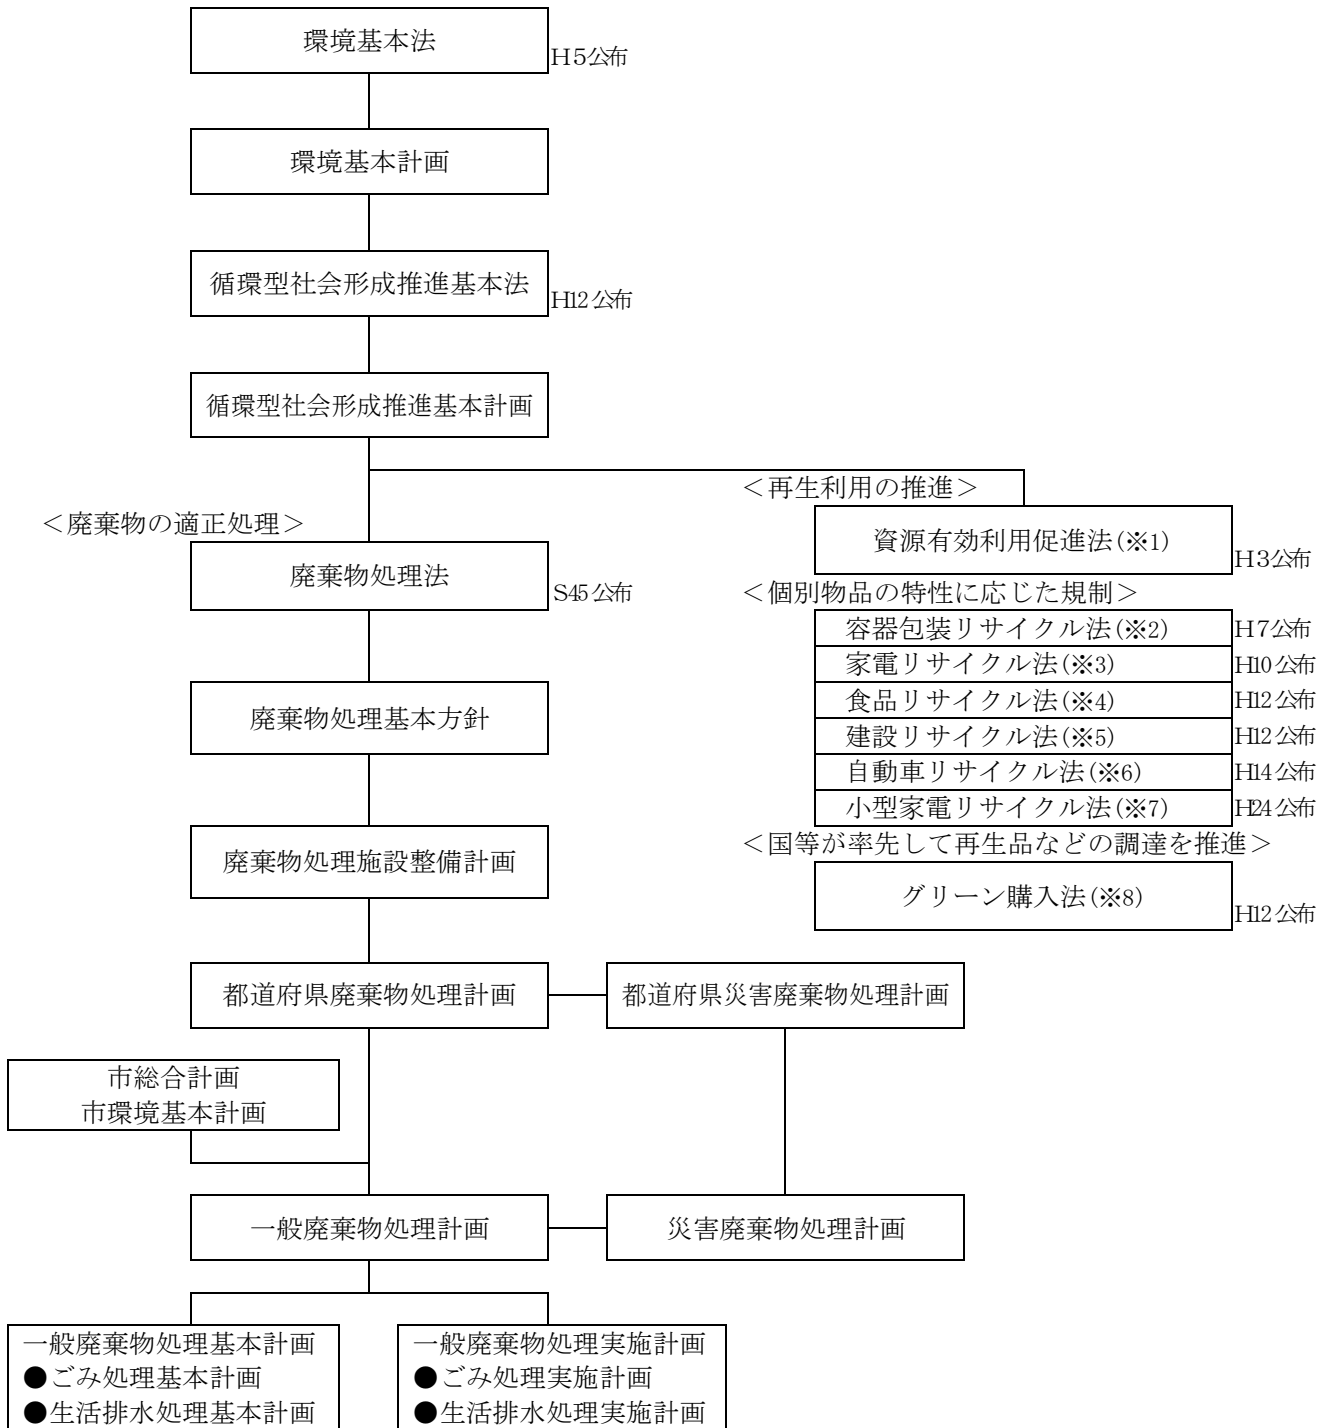 環境基本法
H5公布
環境基本計画
循環型社会形成推進基本法
H12公布
循環型社会形成推進基本計画
＜再生利用の推進＞
＜廃棄物の適正処理＞
資源有効利用促進法(※1)
H3公布
廃棄物処理法
S45公布
＜個別物品の特性に応じた規制＞
容器包装リサイクル法(※2)
H7公布
家電リサイクル法(※3)
H10公布
食品リサイクル法(※4)
H12公布
建設リサイクル法(※5)
H12公布
自動車リサイクル法(※6)
H14公布
小型家電リサイクル法(※7)
H24公布
廃棄物処理基本方針
＜国等が率先して再生品などの調達を推進＞
廃棄物処理施設整備計画
グリーン購入法(※8)
H12公布
都道府県廃棄物処理計画
都道府県災害廃棄物処理計画
市総合計画
市環境基本計画
一般廃棄物処理計画
災害廃棄物処理計画
一般廃棄物処理基本計画
●ごみ処理基本計画
●生活排水処理基本計画
一般廃棄物処理実施計画
●ごみ処理実施計画
●生活排水処理実施計画